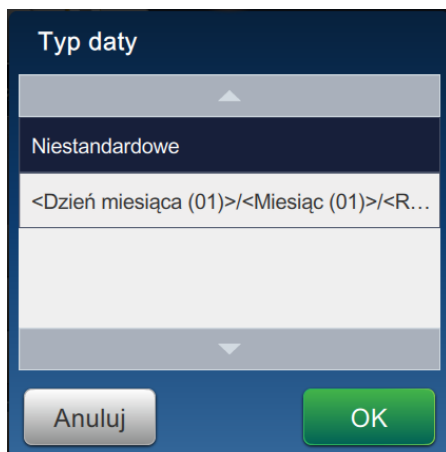 Typ daty
Niestandardowe
<Dzień miesiąca (01)>/<Miesiąc (01)>/<R...
Anuluj
OK